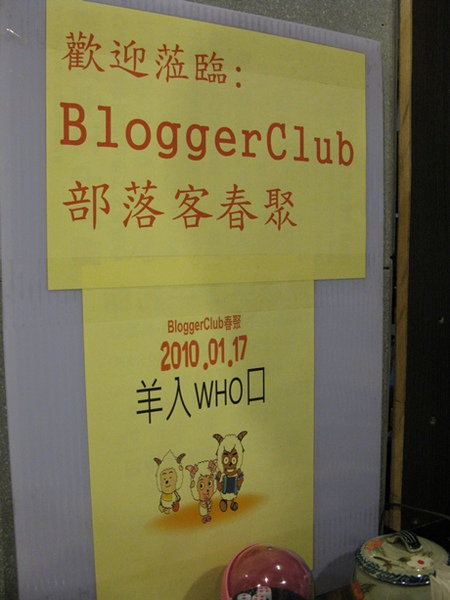 歡迎蒞臨:
BloggerClub
部落客春聚
BloggerClub春聚
2010.01.17
羊入WHO口